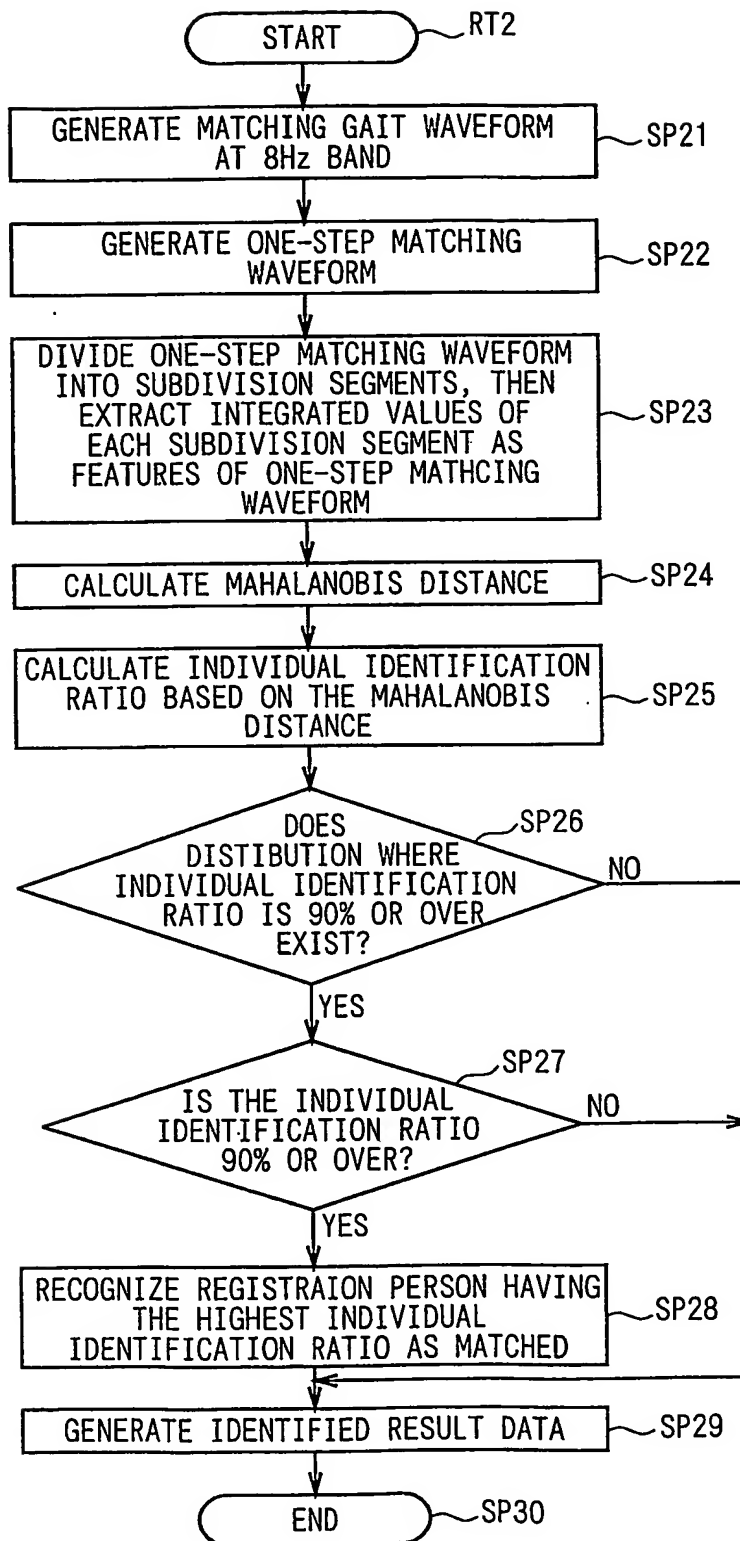 START
RT2
GENERATE MATCHING GAIT WAVEFORM
AT 8Hz BAND
SP21
GENERATE ONE-STEP MATCHING
WAVEFORM
SP22
DIVIDE ONE-STEP MATCHING WAVEFORM
INTO SUBDIVISION SEGMENTS, THEN
EXTRACT INTEGRATED VALUES OF
EACH SUBDIVISION SEGMENT AS
FEATURES OF ONE-STEP MATHCING
WAVEFORM
SP23
CALCULATE MAHALANOBIS DISTANCE
SP24
CALCULATE INDIVIDUAL IDENTIFICATION
RATIO BASED ON THE MAHALANOBIS
DISTANCE
SP25
DOES
DISTIBUTION WHERE
INDIVIDUAL IDENTIFICATION
RATIO IS 90% OR OVER
EXIST?
SP26
NO
YES
IS THE INDIVIDUAL
IDENTIFICATION RATIO
90% OR OVER?
SP27
NO
YES
RECOGNIZE REGISTRAION PERSON HAVING
THE HIGHEST INDIVIDUAL
IDENTIFICATION RATIO AS MATCHED
SP28
GENERATE IDENTIFIED RESULT DATA
SP29
END
SP30